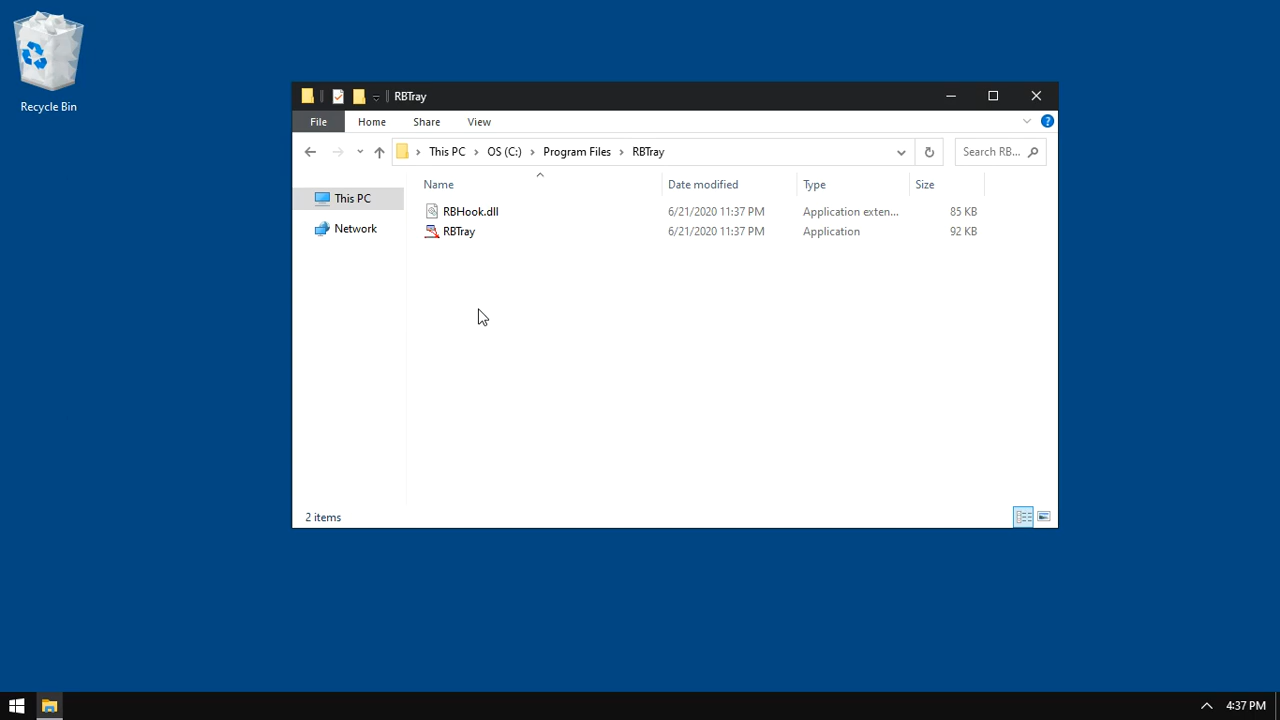 Recycle Bin
RBTray
File Home Share View
This PC OS (C:) Program Files RBTray
Search RB...
This PC
Network
Name Date modified Type Size
RBHook.dll 6/21/2020 11:37 PM Application exten... 85 KB
RBTray 6/21/2020 11:37 PM Application 92 KB
2 items
4:37 PM